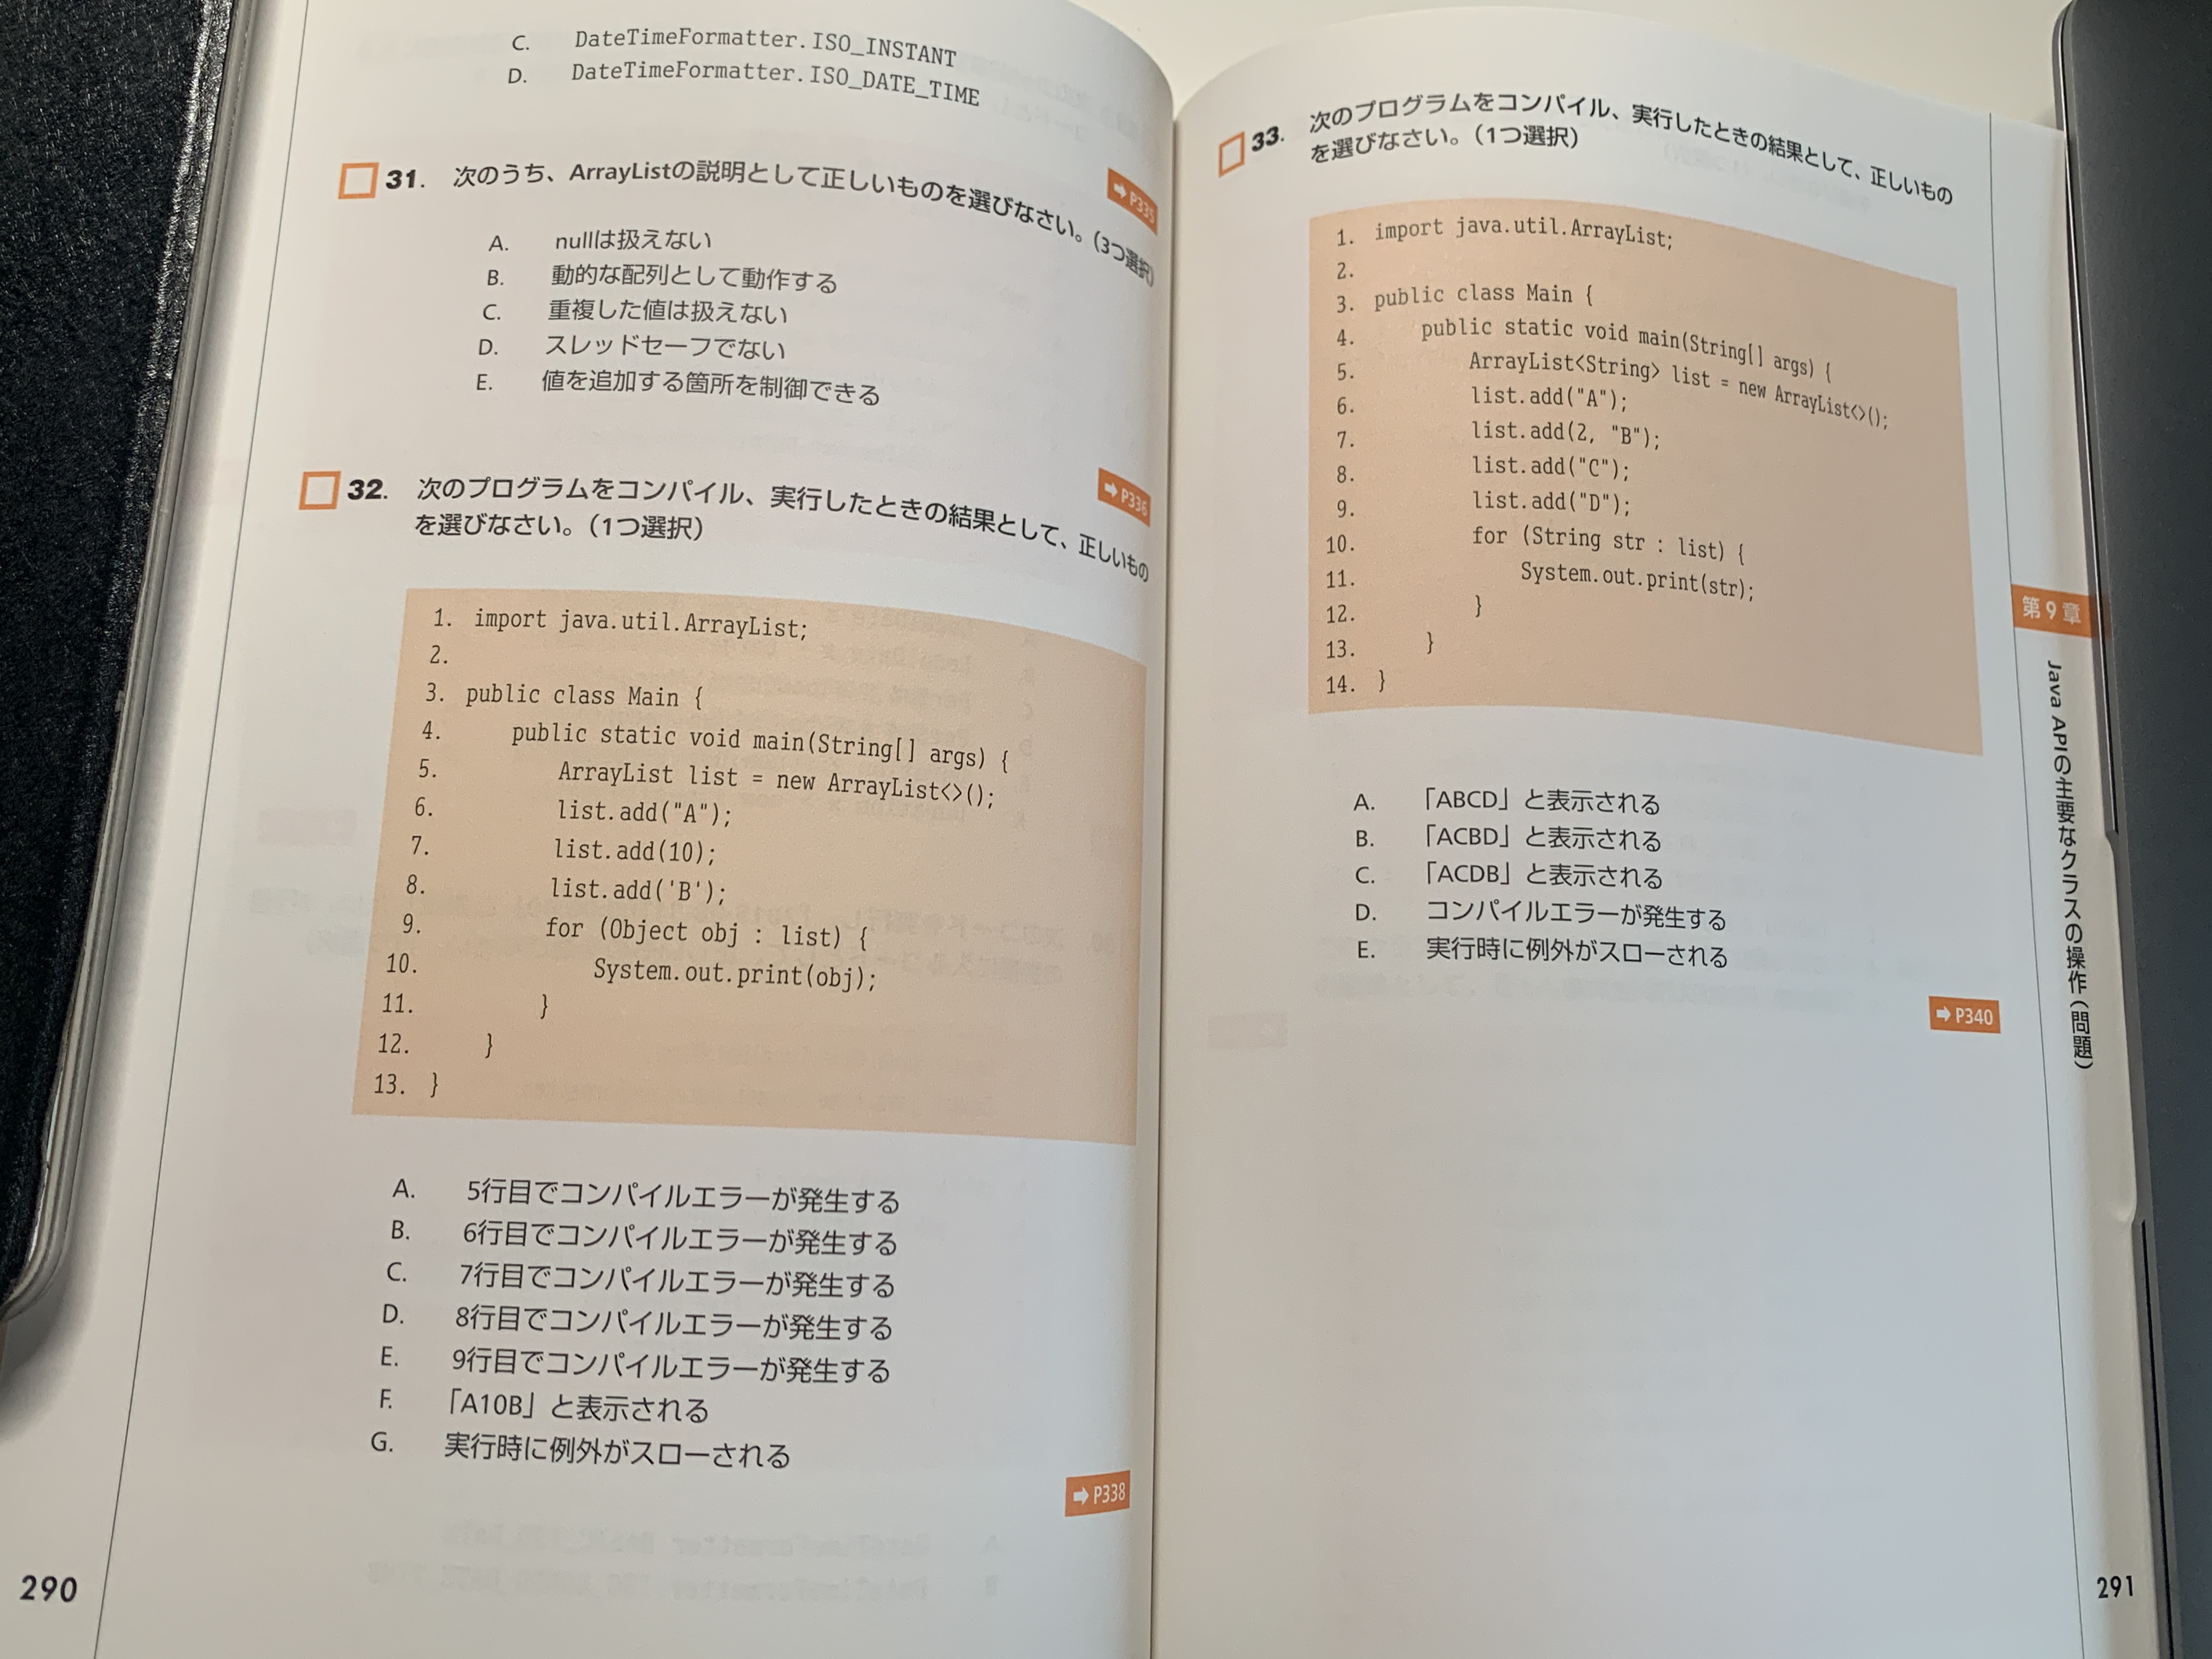 C. DateTimeFormatter.ISO_INSTANT
D. DateTimeFormatter.ISO_DATE_TIME
➡P335
31. 次のうち、ArrayListの説明として正しいものを選びなさい。（3つ選択）
A. nullは扱えない
B. 動的な配列として動作する
C. 重複した値は扱えない
D. スレッドセーフでない
E. 値を追加する箇所を制御できる
➡P336
32. 次のプログラムをコンパイル、実行したときの結果として、正しいもの
を選びなさい。（1つ選択）
1. import java.util.ArrayList;
2.
3. public class Main {
4. public static void main(String[] args) {
5. ArrayList list = new ArrayList<>();
6. list.add("A");
7. list.add(10);
8. list.add('B');
9. for (Object obj : list) {
10. System.out.print(obj);
11. }
12. }
13. }
A. 5行目でコンパイルエラーが発生する
B. 6行目でコンパイルエラーが発生する
C. 7行目でコンパイルエラーが発生する
D. 8行目でコンパイルエラーが発生する
E. 9行目でコンパイルエラーが発生する
F. 「A10B」と表示される
G. 実行時に例外がスローされる
➡P338
290
33. 次のプログラムをコンパイル、実行したときの結果として、正しいもの
を選びなさい。（1つ選択）
1. import java.util.ArrayList;
2.
3. public class Main {
4. public static void main(String[] args) {
5. ArrayList<String> list = new ArrayList<>();
6. list.add("A");
7. list.add(2, "B");
8. list.add("C");
9. list.add("D");
10. for (String str : list) {
11. System.out.print(str);
12. }
13. }
14. }
A. 「ABCD」と表示される
B. 「ACBD」と表示される
C. 「ACDB」と表示される
D. コンパイルエラーが発生する
E. 実行時に例外がスローされる
➡P340
第9章
Java APIの主要なクラスの操作（問題）
291